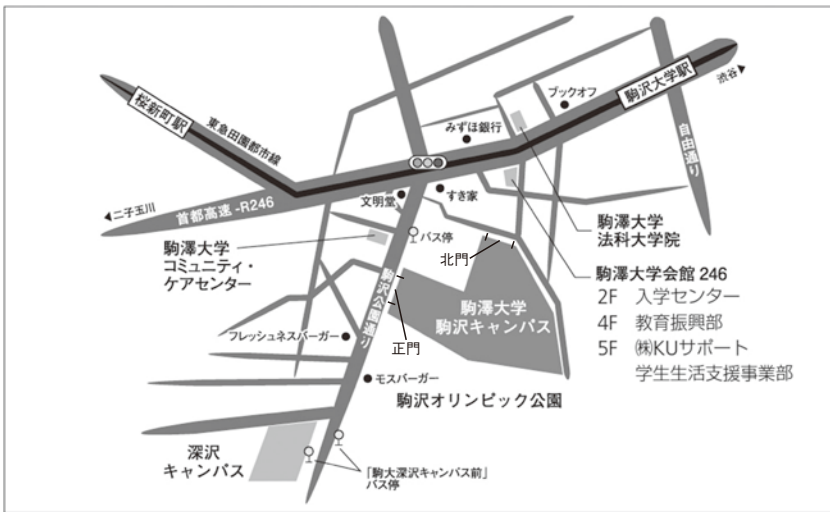 駒沢大学駅
渋谷
ブックオフ
みずほ銀行
自由通り
桜新町駅
東急田園都市線
すき家
文明堂
二子玉川
首都高速-R246
バス停
駒澤大学
法科大学院
駒澤大学
コミュニティ・
ケアセンター
北門
駒澤大学会館 246
2F 入学センター
4F 教育振興部
5F ㈱KUサポート
学生生活支援事業部
駒沢公園通り
駒澤大学
駒沢キャンパス
フレッシュネスバーガー
正門
モスバーガー
駒沢オリンピック公園
深沢
キャンパス
「駒大深沢キャンパス前」
バス停